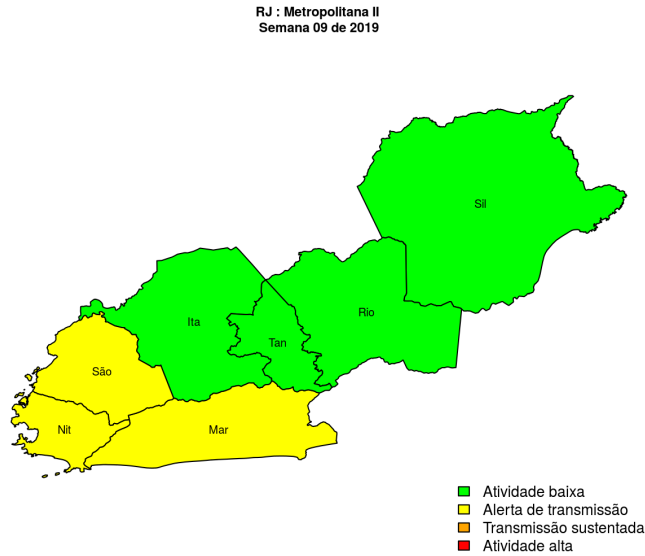 RJ : Metropolitana II
Semana 09 de 2019
Sil
Rio
Ita
Tan
São
Nit
Mar
Atividade baixa
Alerta de transmissão
Transmissão sustentada
Atividade alta